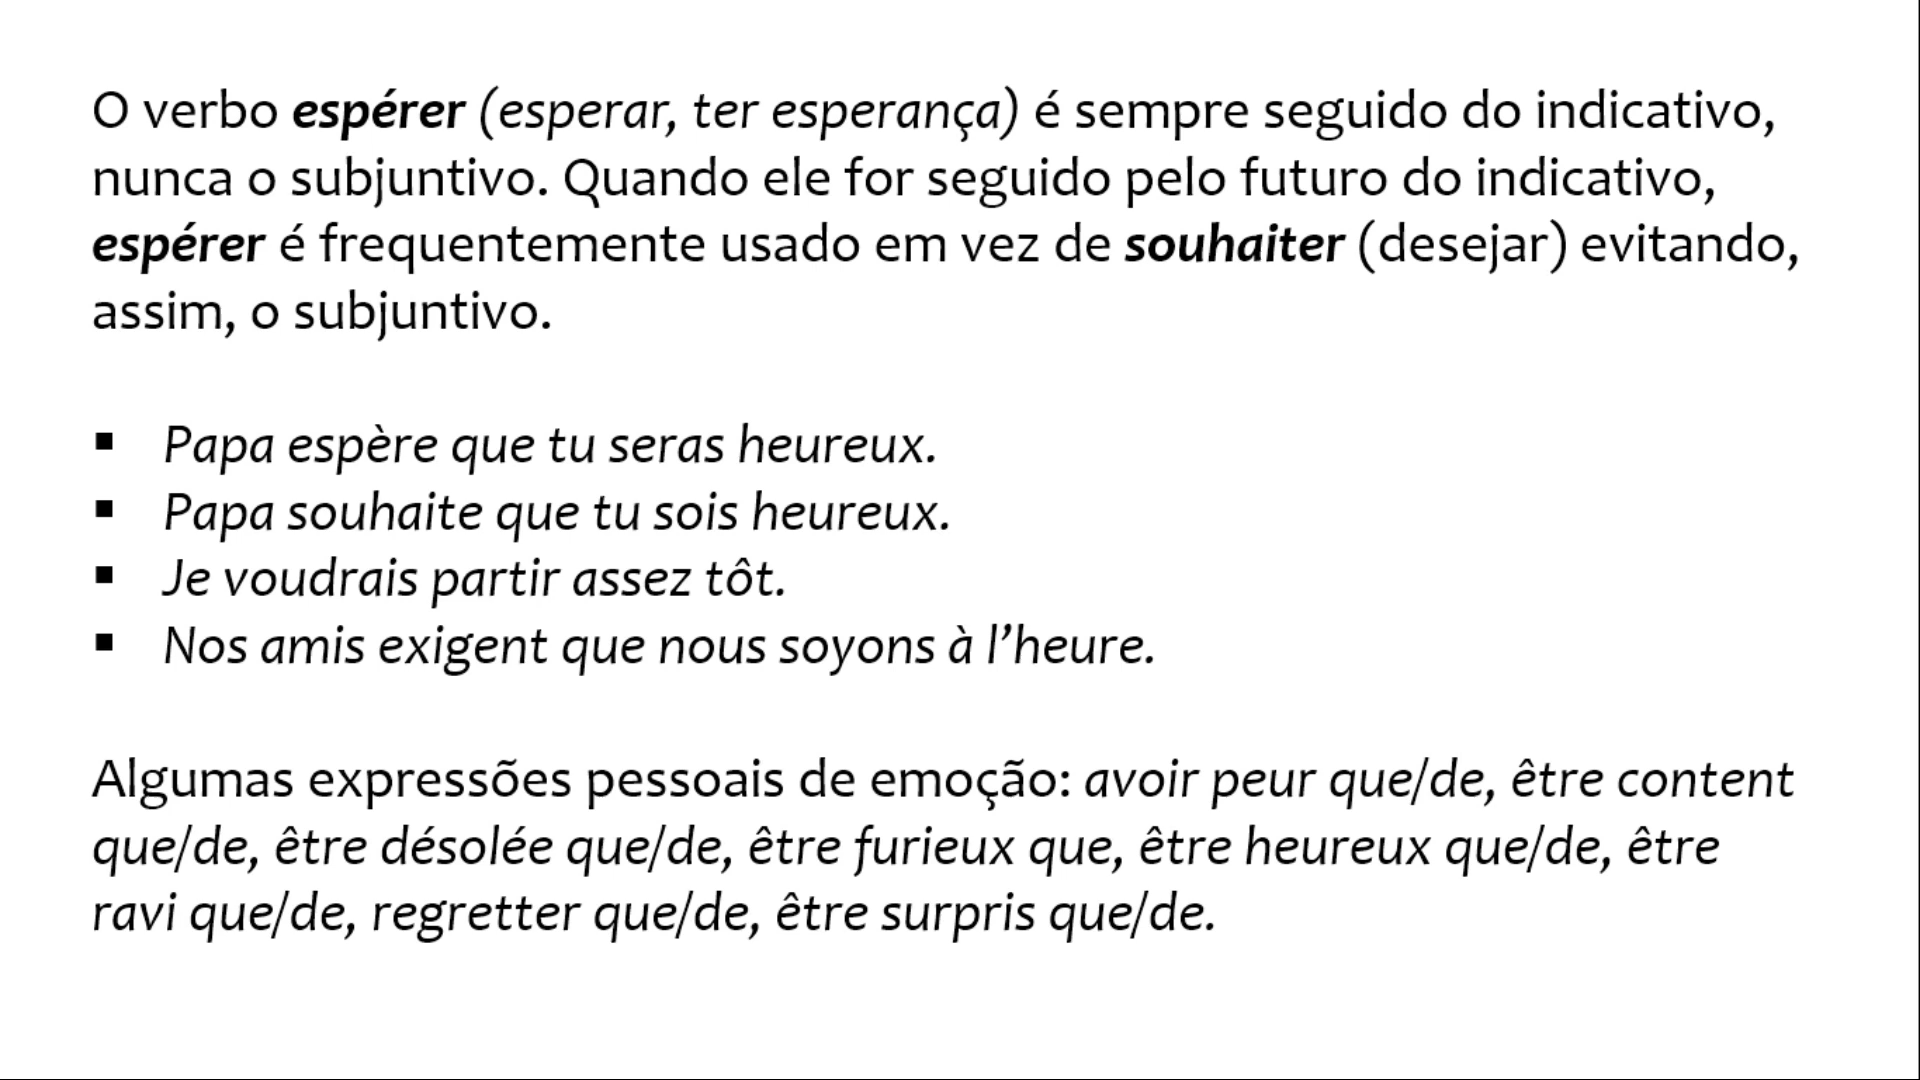 O verbo espérer (esperar, ter esperança) é sempre seguido do indicativo,
nunca o subjuntivo. Quando ele for seguido pelo futuro do indicativo,
espérer é frequentemente usado em vez de souhaiter (desejar) evitando,
assim, o subjuntivo.
▪ Papa espère que tu seras heureux.
▪ Papa souhaite que tu sois heureux.
▪ Je voudrais partir assez tôt.
▪ Nos amis exigent que nous soyons à l’heure.
Algumas expressões pessoais de emoção: avoir peur que/de, être content
que/de, être désolée que/de, être furieux que, être heureux que/de, être
ravi que/de, regretter que/de, être surpris que/de.